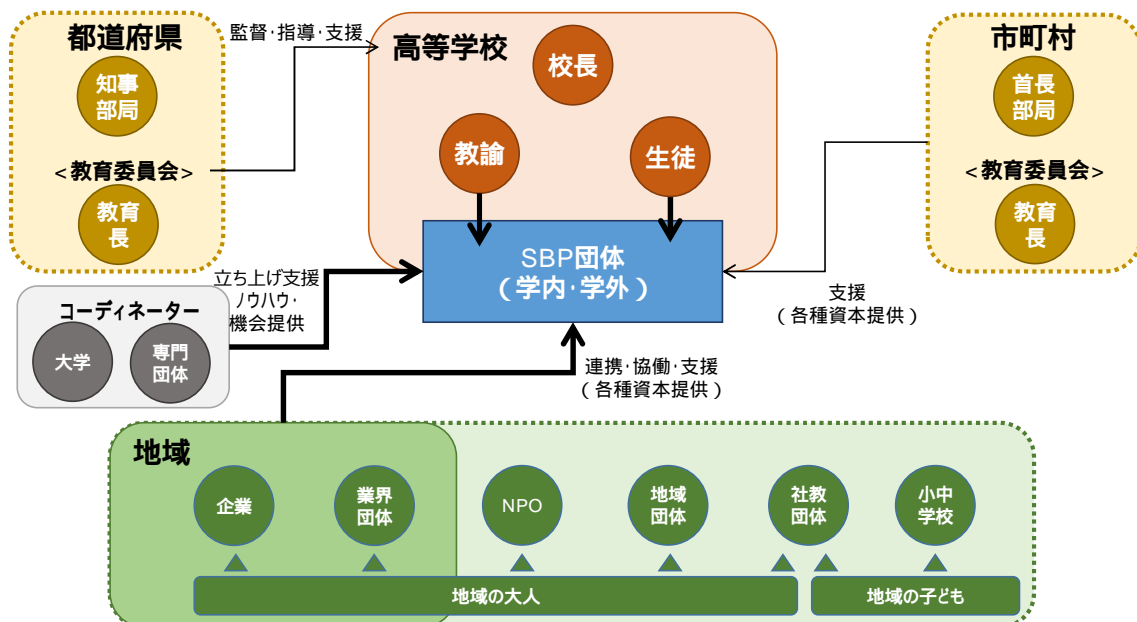 都道府県
知事
部局
<教育委員会>
教育
長
監督･指導･支援
高等学校
校長
教諭
生徒
SBP団体
（学内･学外）
市町村
首長
部局
<教育委員会>
教育
長
コーディネーター
大学
専門
団体
立ち上げ支援
ノウハウ･
機会提供
支援
（各種資本提供）
連携･協働･支援
（各種資本提供）
地域
企業
業界
団体
NPO
地域
団体
社教
団体
小中
学校
地域の大人
地域の子ども